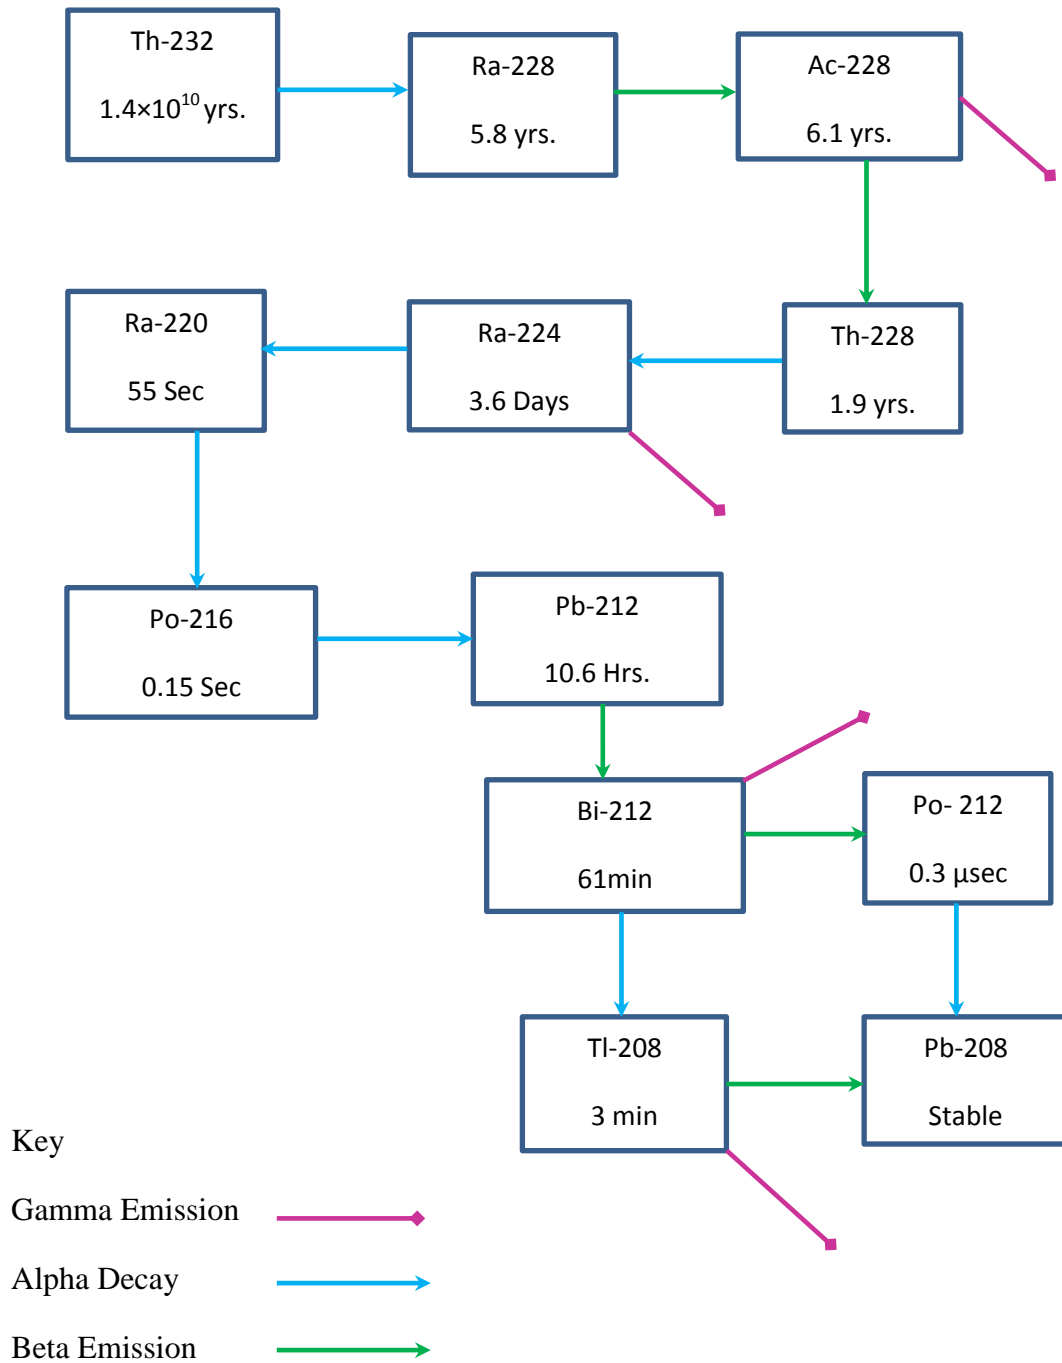 Th-232
1.4×10¹⁰ yrs.
Ra-228
5.8 yrs.
Ac-228
6.1 yrs.
Ra-220
55 Sec
Ra-224
3.6 Days
Th-228
1.9 yrs.
Po-216
0.15 Sec
Pb-212
10.6 Hrs.
Bi-212
61min
Po- 212
0.3 µsec
Tl-208
3 min
Pb-208
Stable
Key
Gamma Emission
Alpha Decay
Beta Emission